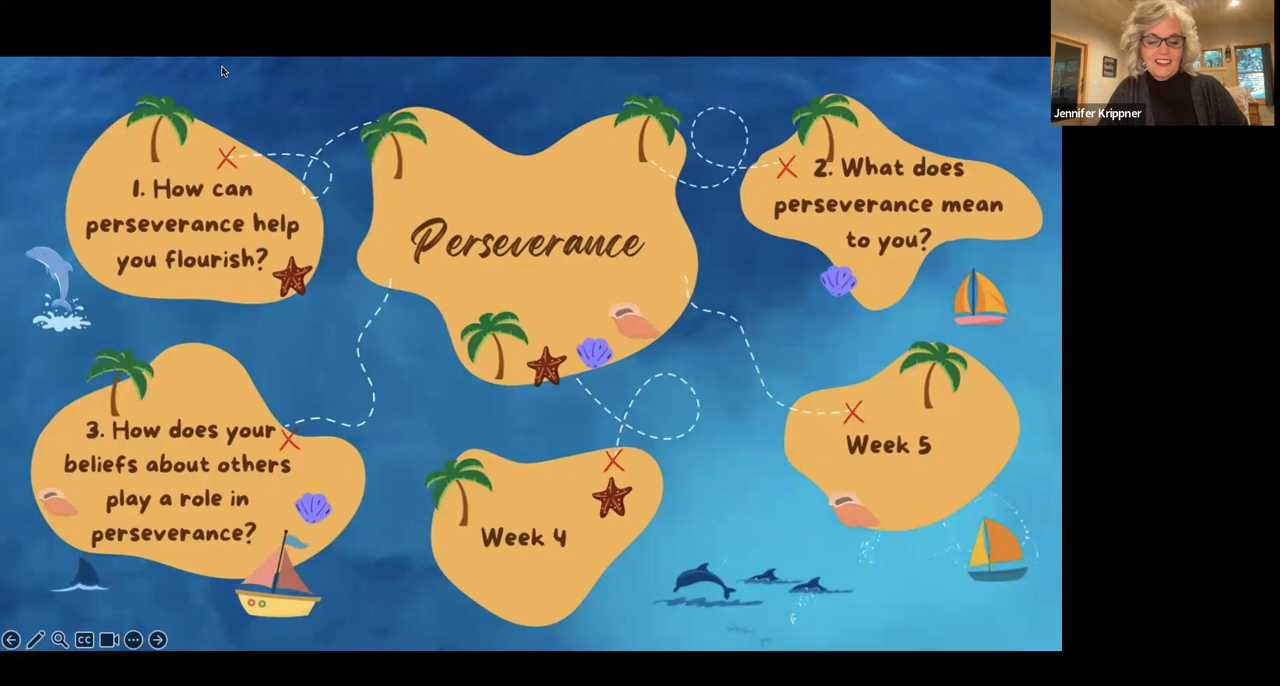 Jennifer Krippner
1. How can
perseverance help
you flourish?
Perseverance
2. What does
perseverance mean
to you?
3. How does your
beliefs about others
play a role in
perseverance?
Week 4
Week 5
CC